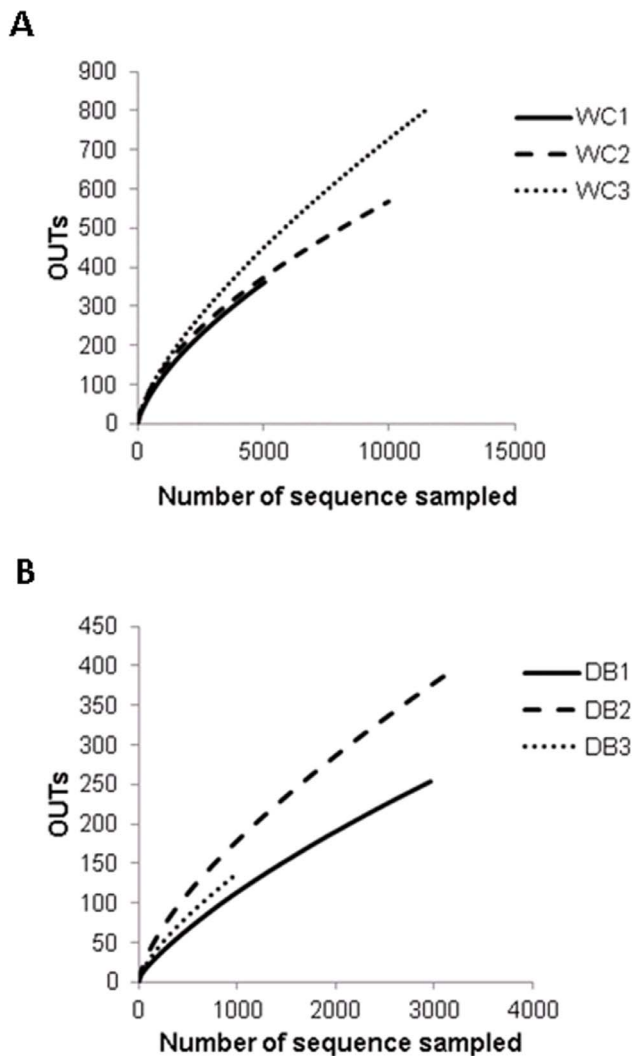 A
900
800
700
600
500
400
300
200
100
0
OUTs
0 5000 10000 15000
Number of sequence sampled
WC1
WC2
WC3
B
450
400
350
300
250
200
150
100
50
0
OUTs
0 1000 2000 3000 4000
Number of sequence sampled
DB1
DB2
DB3